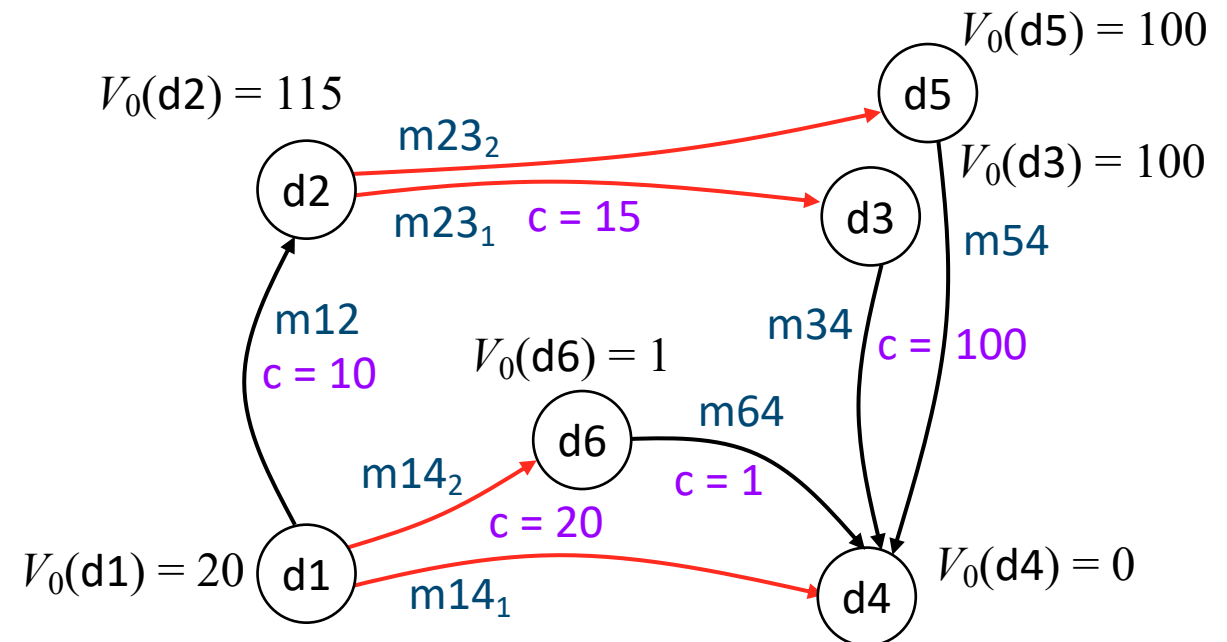 V₀(d5) = 100
V₀(d2) = 115
d5
m23₂
V₀(d3) = 100
d2
d3
m23₁
c = 15
m54
m12
m34
c = 100
V₀(d6) = 1
c = 10
m64
d6
m14₂
c = 1
c = 20
V₀(d1) = 20
d1
V₀(d4) = 0
m14₁
d4